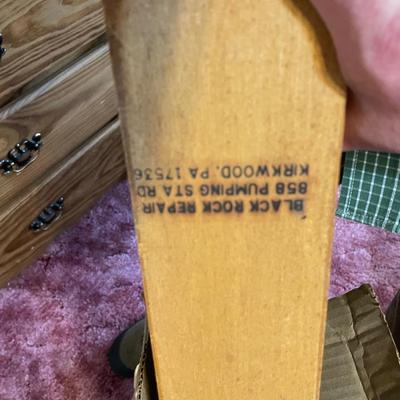 BLACK ROCK REPAIR
858 PUMPING STA RD
KIRKWOOD, PA 17536